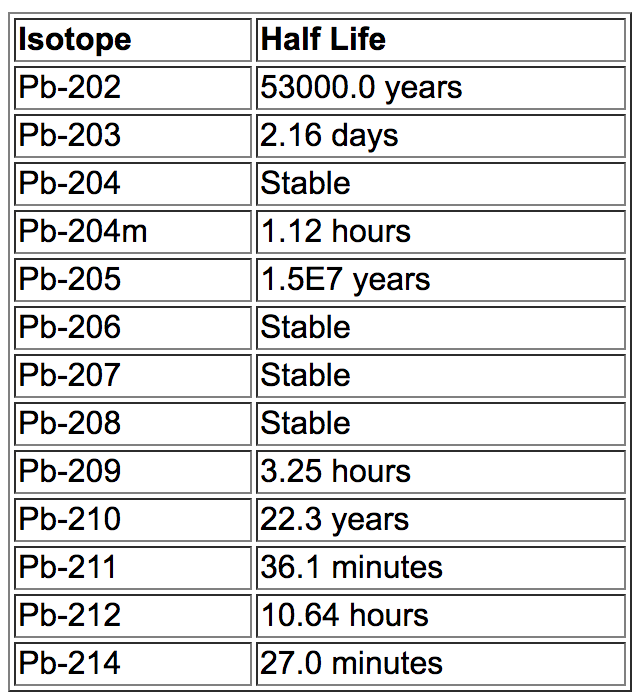 Isotope Half Life
Pb-202 53000.0 years
Pb-203 2.16 days
Pb-204 Stable
Pb-204m 1.12 hours
Pb-205 1.5E7 years
Pb-206 Stable
Pb-207 Stable
Pb-208 Stable
Pb-209 3.25 hours
Pb-210 22.3 years
Pb-211 36.1 minutes
Pb-212 10.64 hours
Pb-214 27.0 minutes